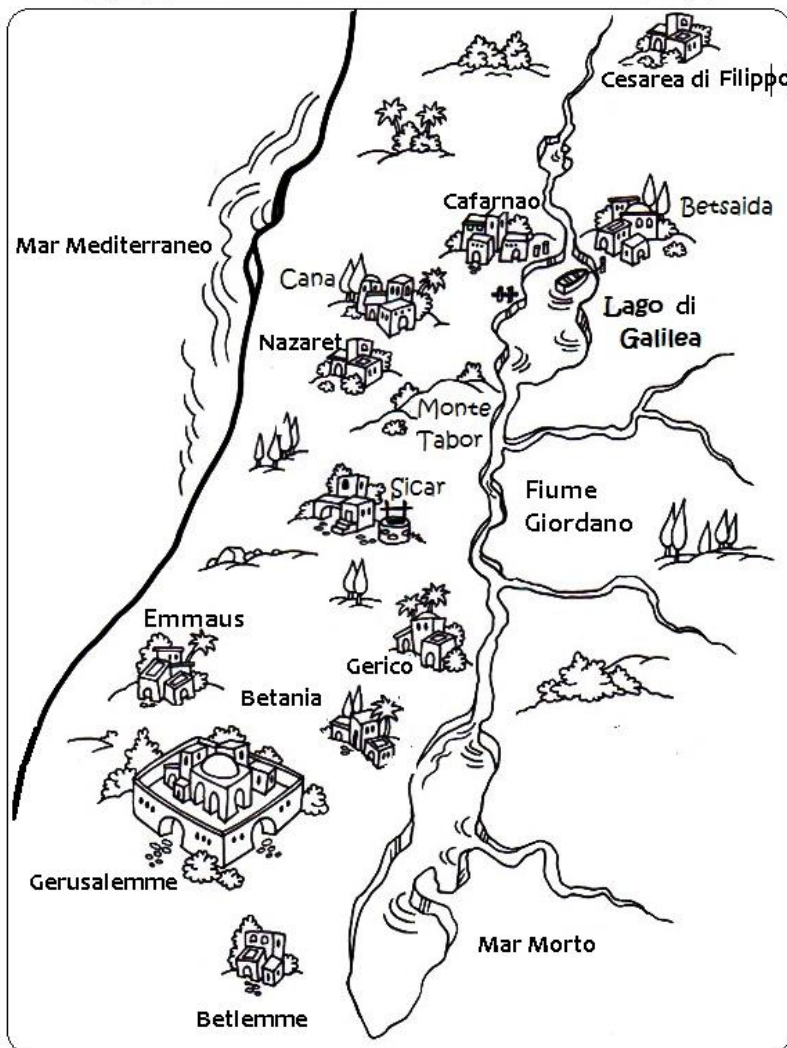 Cesarea di Filippo
Cafarnao
Betsaida
Mar Mediterraneo
Cana
Lago di
Galilea
Nazaret
Monte
Tabor
Sicar
Fiume
Giordano
Emmaus
Gerico
Betania
Gerusalemme
Mar Morto
Betlemme